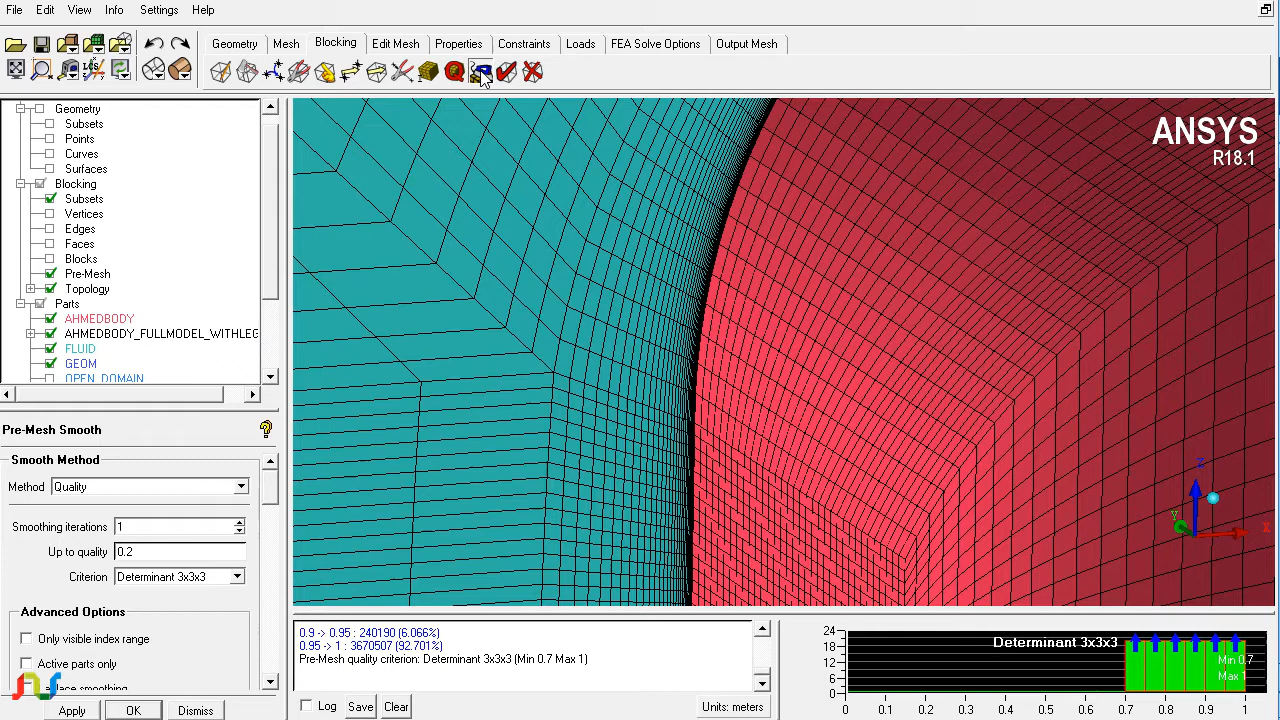 File Edit View Info Settings Help
Geometry Mesh Blocking Edit Mesh Properties Constraints Loads FEA Solve Options Output Mesh
Geometry
Subsets
Points
Curves
Surfaces
Blocking
Subsets
Vertices
Edges
Faces
Blocks
Pre-Mesh
Topology
Parts
AHMEDBODY
AHMEDBODY_FULLMODEL_WITHLEG
FLUID
GEOM
OPEN_DOMAIN
Pre-Mesh Smooth
Smooth Method
Method Quality
Smoothing iterations 1
Up to quality 0.2
Criterion Determinant 3x3x3
Advanced Options
Only visible index range
Active parts only
Apply OK Dismiss
ANSYS
R18.1
Z
Y
X
0.9 -> 0.95 : 240190 (6.066%)
0.95 -> 1 : 3670507 (92.701%)
Pre-Mesh quality criterion: Determinant 3x3x3 (Min 0.7 Max 1)
Log Save Clear
Units: meters
Determinant 3x3x3
Min 0.7
Max 1
24
18
12
6
0
0 0.1 0.2 0.3 0.4 0.5 0.6 0.7 0.8 0.9 1